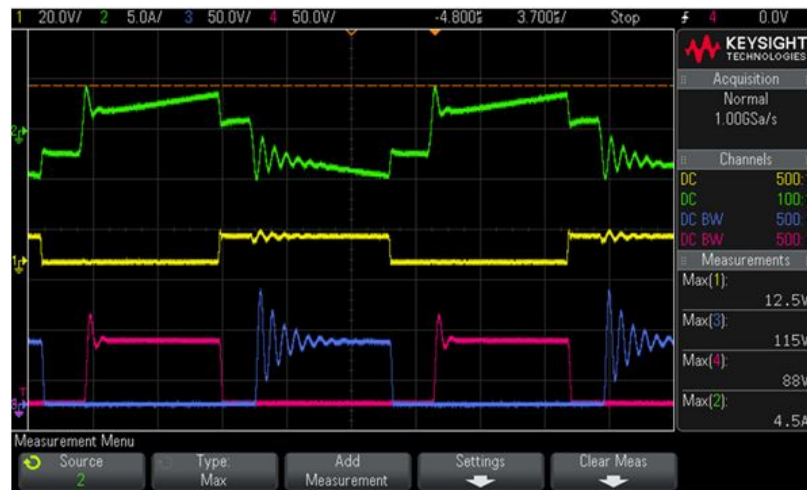 1 20.0V/ 2 5.0A/ 3 50.0V/ 4 50.0V/ -4.800µs 3.700µs/ Stop 4 0.0V
KEYSIGHT
TECHNOLOGIES
Acquisition
Normal
1.00GSa/s
Channels
DC 500:
DC 100:
DC BW 500:
DC BW 500:
Measurements
Max(1):
12.5V
Max(3):
115V
Max(4):
88V
Max(2):
4.5A
Measurement Menu
Source
2
Type:
Max
Add
Measurement
Settings
Clear Meas